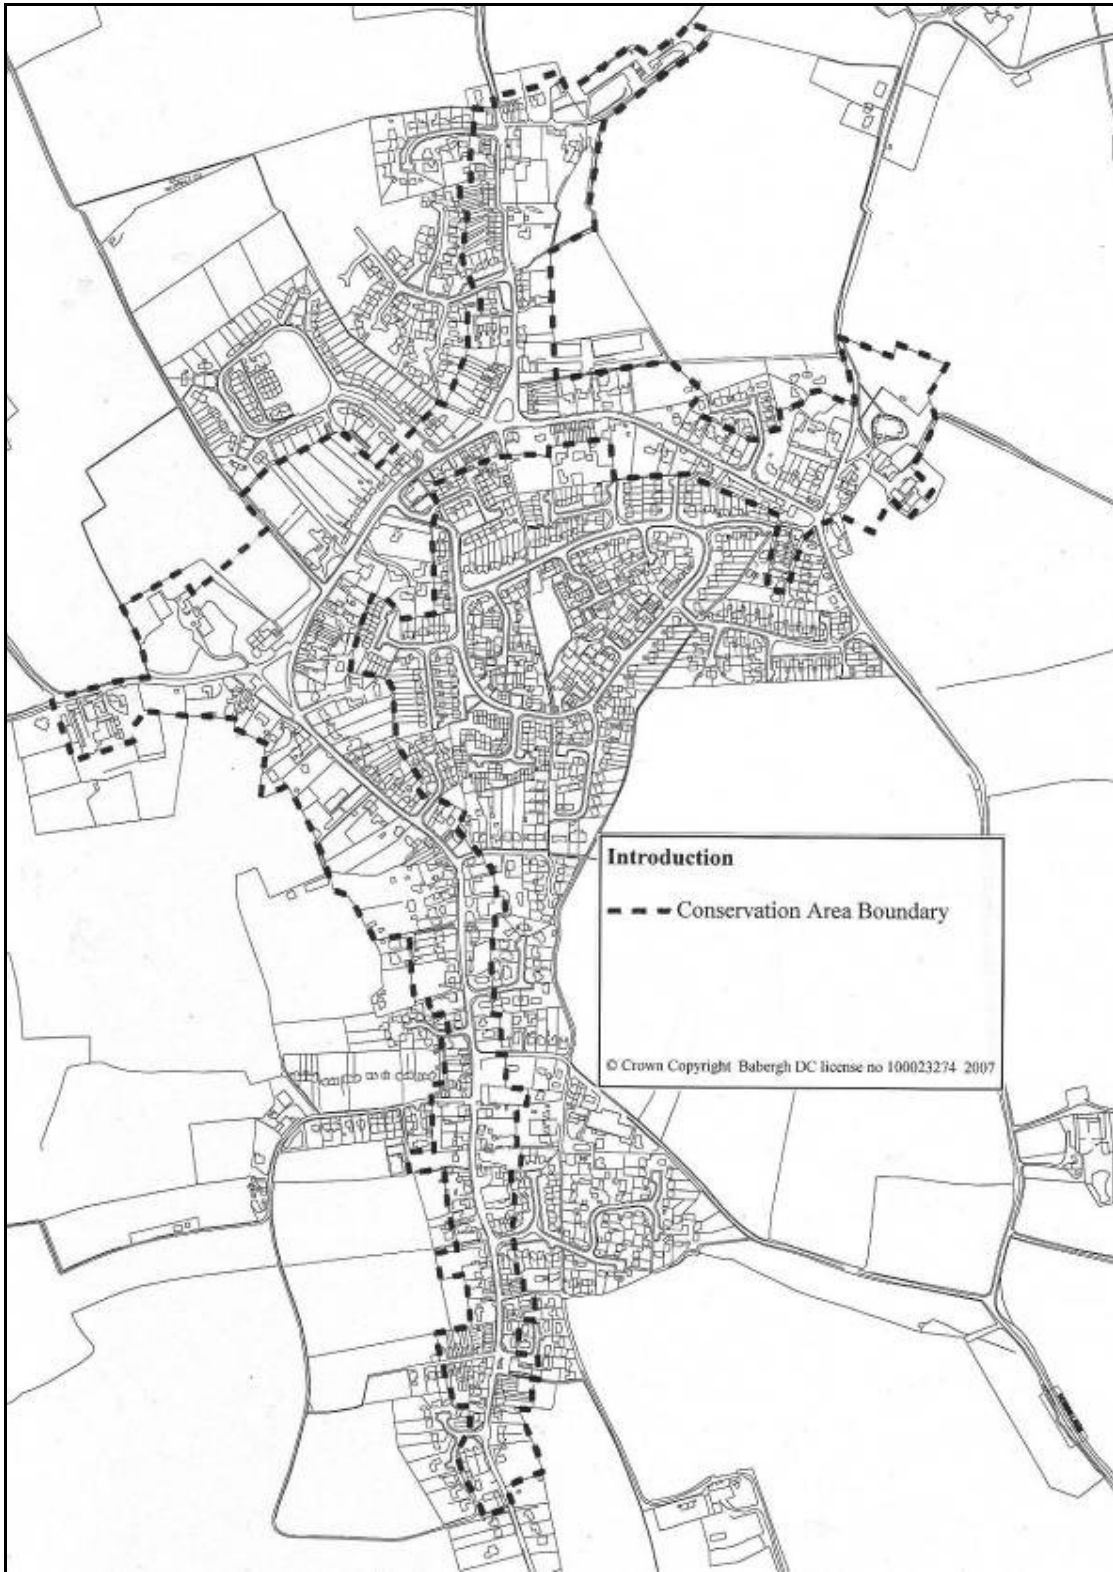 Introduction
Conservation Area Boundary
© Crown Copyright Babergh DC license no 100023274 2007